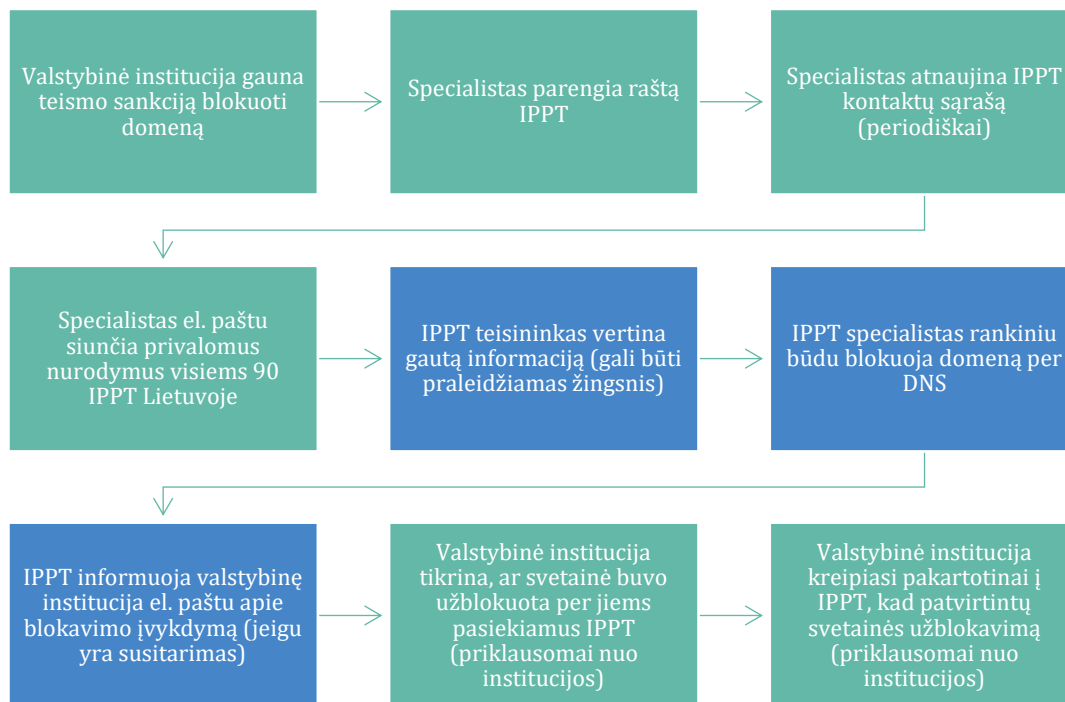 Valstybinė institucija gauna
teismo sankciją blokuoti
domeną
Specialistas parengia raštą
IPPT
Specialistas atnaujina IPPT
kontaktų sąrašą
(periodiškai)
Specialistas el. paštu
siunčia privalomus
nurodymus visiems 90
IPPT Lietuvoje
IPPT teisininkas vertina
gautą informaciją (gali būti
praleidžiamas žingsnis)
IPPT specialistas rankiniu
būdu blokuoja domeną per
DNS
IPPT informuoja valstybinę
institucija el. paštu apie
blokavimo įvykdymą (jeigu
yra susitarimas)
Valstybinė institucija
tikrina, ar svetainė buvo
užblokuota per jiems
pasiekiamus IPPT
(priklausomai nuo
institucijos)
Valstybinė institucija
kreipiasi pakartotinai į
IPPT, kad patvirtintų
svetainės užblokavimą
(priklausomai nuo
institucijos)